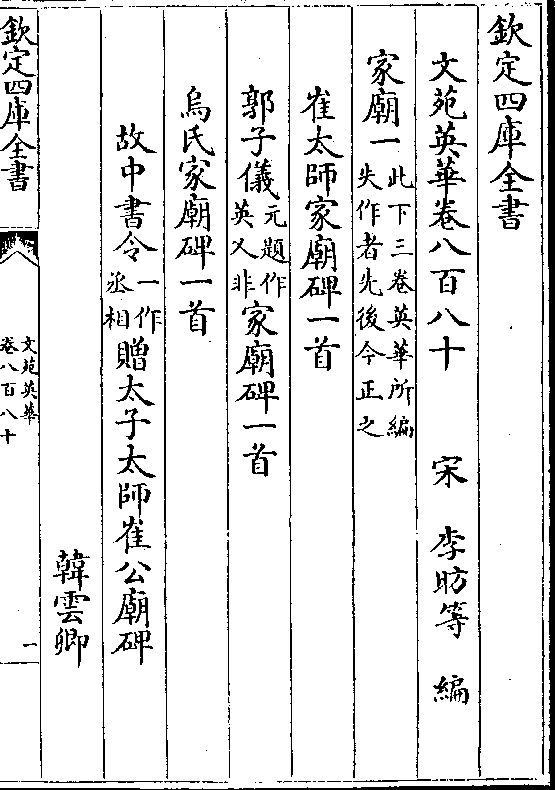 欽定四庫全書
文苑英華卷八百八十 宋 李昉等 編
家廟一此下三卷英華所編失作者先後今正之
崔太師家廟碑一首
郭子儀元題作英乂非家廟碑一首
烏氏家廟碑一首
故中書令一作丞相贈太子太師崔公廟碑
韓雲卿
欽定四庫全書
文苑英華
卷八百八十
一